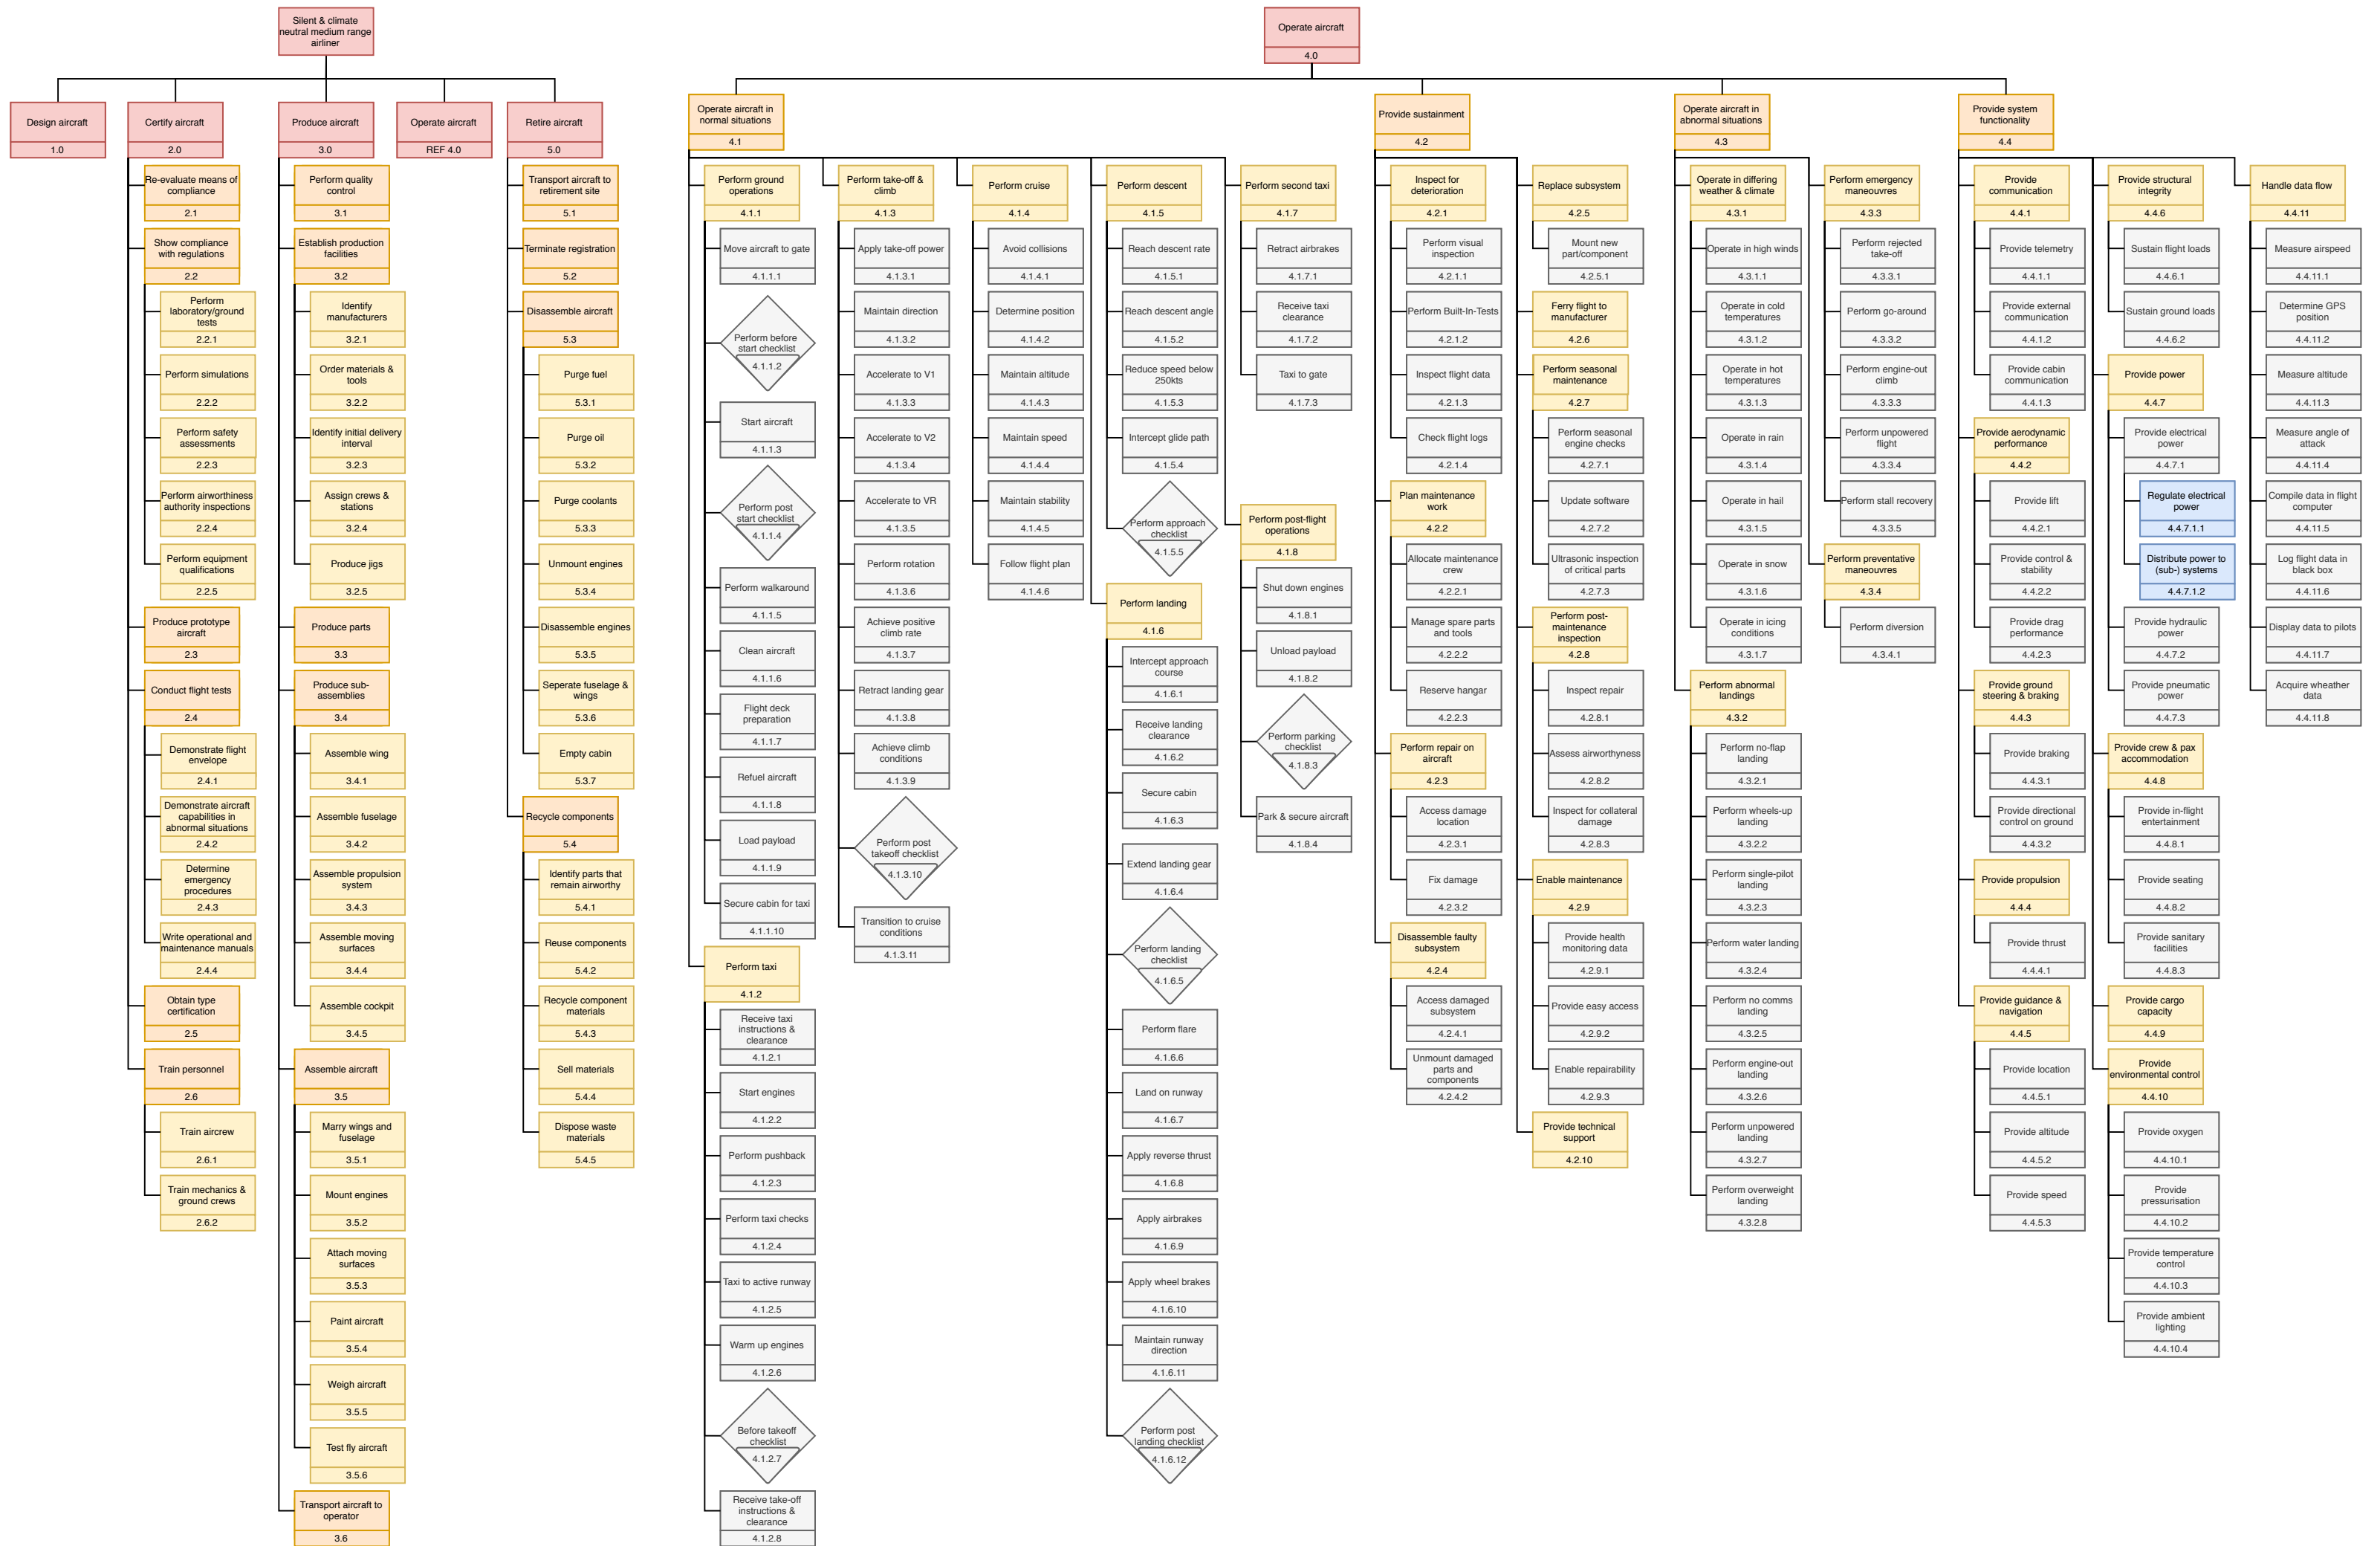 Silent & climate
neutral medium range
airliner
Design aircraft
1.0
Certify aircraft
2.0
Re-evaluate means of
compliance
2.1
Show compliance
with regulations
2.2
Perform
laboratory/ground
tests
2.2.1
Perform simulations
2.2.2
Perform safety
assessments
2.2.3
Perform airworthiness
authority inspections
2.2.4
Perform equipment
qualifications
2.2.5
Produce prototype
aircraft
2.3
Conduct flight tests
2.4
Demonstrate flight
envelope
2.4.1
Demonstrate aircraft
capabilities in
abnormal situations
2.4.2
Determine
emergency
procedures
2.4.3
Write operational and
maintenance manuals
2.4.4
Obtain type
certification
2.5
Train personnel
2.6
Train aircrew
2.6.1
Train mechanics &
ground crews
2.6.2
Produce aircraft
3.0
Perform quality
control
3.1
Establish production
facilities
3.2
Identify
manufacturers
3.2.1
Order materials &
tools
3.2.2
Identify initial delivery
interval
3.2.3
Assign crews &
stations
3.2.4
Produce jigs
3.2.5
Produce parts
3.3
Produce sub-
assemblies
3.4
Assemble wing
3.4.1
Assemble fuselage
3.4.2
Assemble propulsion
system
3.4.3
Assemble moving
surfaces
3.4.4
Assemble cockpit
3.4.5
Assemble aircraft
3.5
Marry wings and
fuselage
3.5.1
Mount engines
3.5.2
Attach moving
surfaces
3.5.3
Paint aircraft
3.5.4
Weigh aircraft
3.5.5
Test fly aircraft
3.5.6
Transport aircraft to
operator
3.6
Operate aircraft
REF 4.0
Retire aircraft
5.0
Transport aircraft to
retirement site
5.1
Terminate registration
5.2
Disassemble aircraft
5.3
Purge fuel
5.3.1
Purge oil
5.3.2
Purge coolants
5.3.3
Unmount engines
5.3.4
Disassemble engines
5.3.5
Seperate fuselage &
wings
5.3.6
Empty cabin
5.3.7
Recycle components
5.4
Identify parts that
remain airworthy
5.4.1
Reuse components
5.4.2
Recycle component
materials
5.4.3
Sell materials
5.4.4
Dispose waste
materials
5.4.5
Operate aircraft
4.0
Operate aircraft in
normal situations
4.1
Perform ground
operations
4.1.1
Move aircraft to gate
4.1.1.1
Perform before
start checklist
4.1.1.2
Start aircraft
4.1.1.3
Perform post
start checklist
4.1.1.4
Perform walkaround
4.1.1.5
Clean aircraft
4.1.1.6
Flight deck
preparation
4.1.1.7
Refuel aircraft
4.1.1.8
Load payload
4.1.1.9
Secure cabin for taxi
4.1.1.10
Perform taxi
4.1.2
Receive taxi
instructions &
clearance
4.1.2.1
Start engines
4.1.2.2
Perform pushback
4.1.2.3
Perform taxi checks
4.1.2.4
Taxi to active runway
4.1.2.5
Warm up engines
4.1.2.6
Before takeoff
checklist
4.1.2.7
Receive take-off
instructions &
clearance
4.1.2.8
Perform take-off &
climb
4.1.3
Apply take-off power
4.1.3.1
Maintain direction
4.1.3.2
Accelerate to V1
4.1.3.3
Accelerate to V2
4.1.3.4
Accelerate to VR
4.1.3.5
Perform rotation
4.1.3.6
Achieve positive
climb rate
4.1.3.7
Retract landing gear
4.1.3.8
Achieve climb
conditions
4.1.3.9
Perform post
takeoff checklist
4.1.3.10
Transition to cruise
conditions
4.1.3.11
Perform cruise
4.1.4
Avoid collisions
4.1.4.1
Determine position
4.1.4.2
Maintain altitude
4.1.4.3
Maintain speed
4.1.4.4
Maintain stability
4.1.4.5
Follow flight plan
4.1.4.6
Perform descent
4.1.5
Reach descent rate
4.1.5.1
Reach descent angle
4.1.5.2
Reduce speed below
250kts
4.1.5.3
Intercept glide path
4.1.5.4
Perform approach
checklist
4.1.5.5
Perform landing
4.1.6
Intercept approach
course
4.1.6.1
Receive landing
clearance
4.1.6.2
Secure cabin
4.1.6.3
Extend landing gear
4.1.6.4
Perform landing
checklist
4.1.6.5
Perform flare
4.1.6.6
Land on runway
4.1.6.7
Apply reverse thrust
4.1.6.8
Apply airbrakes
4.1.6.9
Apply wheel brakes
4.1.6.10
Maintain runway
direction
4.1.6.11
Perform post
landing checklist
4.1.6.12
Perform second taxi
4.1.7
Retract airbrakes
4.1.7.1
Receive taxi
clearance
4.1.7.2
Taxi to gate
4.1.7.3
Perform post-flight
operations
4.1.8
Shut down engines
4.1.8.1
Unload payload
4.1.8.2
Perform parking
checklist
4.1.8.3
Park & secure aircraft
4.1.8.4
Provide sustainment
4.2
Inspect for
deterioration
4.2.1
Perform visual
inspection
4.2.1.1
Perform Built-In-Tests
4.2.1.2
Inspect flight data
4.2.1.3
Check flight logs
4.2.1.4
Plan maintenance
work
4.2.2
Allocate maintenance
crew
4.2.2.1
Manage spare parts
and tools
4.2.2.2
Reserve hangar
4.2.2.3
Perform repair on
aircraft
4.2.3
Access damage
location
4.2.3.1
Fix damage
4.2.3.2
Disassemble faulty
subsystem
4.2.4
Access damaged
subsystem
4.2.4.1
Unmount damaged
parts and
components
4.2.4.2
Replace subsystem
4.2.5
Mount new
part/component
4.2.5.1
Ferry flight to
manufacturer
4.2.6
Perform seasonal
maintenance
4.2.7
Perform seasonal
engine checks
4.2.7.1
Update software
4.2.7.2
Ultrasonic inspection
of critical parts
4.2.7.3
Perform post-
maintenance
inspection
4.2.8
Inspect repair
4.2.8.1
Assess airworthyness
4.2.8.2
Inspect for collateral
damage
4.2.8.3
Enable maintenance
4.2.9
Provide health
monitoring data
4.2.9.1
Provide easy access
4.2.9.2
Enable repairability
4.2.9.3
Provide technical
support
4.2.10
Operate aircraft in
abnormal situations
4.3
Operate in differing
weather & climate
4.3.1
Operate in high winds
4.3.1.1
Operate in cold
temperatures
4.3.1.2
Operate in hot
temperatures
4.3.1.3
Operate in rain
4.3.1.4
Operate in hail
4.3.1.5
Operate in snow
4.3.1.6
Operate in icing
conditions
4.3.1.7
Perform abnormal
landings
4.3.2
Perform no-flap
landing
4.3.2.1
Perform wheels-up
landing
4.3.2.2
Perform single-pilot
landing
4.3.2.3
Perform water landing
4.3.2.4
Perform no comms
landing
4.3.2.5
Perform engine-out
landing
4.3.2.6
Perform unpowered
landing
4.3.2.7
Perform overweight
landing
4.3.2.8
Perform emergency
maneouvres
4.3.3
Perform rejected
take-off
4.3.3.1
Perform go-around
4.3.3.2
Perform engine-out
climb
4.3.3.3
Perform unpowered
flight
4.3.3.4
Perform stall recovery
4.3.3.5
Perform preventative
maneouvres
4.3.4
Perform diversion
4.3.4.1
Provide system
functionality
4.4
Provide
communication
4.4.1
Provide telemetry
4.4.1.1
Provide external
communication
4.4.1.2
Provide cabin
communication
4.4.1.3
Provide aerodynamic
performance
4.4.2
Provide lift
4.4.2.1
Provide control &
stability
4.4.2.2
Provide drag
performance
4.4.2.3
Provide ground
steering & braking
4.4.3
Provide braking
4.4.3.1
Provide directional
control on ground
4.4.3.2
Provide propulsion
4.4.4
Provide thrust
4.4.4.1
Provide guidance &
navigation
4.4.5
Provide location
4.4.5.1
Provide altitude
4.4.5.2
Provide speed
4.4.5.3
Provide structural
integrity
4.4.6
Sustain flight loads
4.4.6.1
Sustain ground loads
4.4.6.2
Provide power
4.4.7
Provide electrical
power
4.4.7.1
Regulate electrical
power
4.4.7.1.1
Distribute power to
(sub-) systems
4.4.7.1.2
Provide hydraulic
power
4.4.7.2
Provide pneumatic
power
4.4.7.3
Provide crew & pax
accommodation
4.4.8
Provide in-flight
entertainment
4.4.8.1
Provide seating
4.4.8.2
Provide sanitary
facilities
4.4.8.3
Provide cargo
capacity
4.4.9
Provide
environmental control
4.4.10
Provide oxygen
4.4.10.1
Provide
pressurisation
4.4.10.2
Provide temperature
control
4.4.10.3
Provide ambient
lighting
4.4.10.4
Handle data flow
4.4.11
Measure airspeed
4.4.11.1
Determine GPS
position
4.4.11.2
Measure altitude
4.4.11.3
Measure angle of
attack
4.4.11.4
Compile data in flight
computer
4.4.11.5
Log flight data in
black box
4.4.11.6
Display data to pilots
4.4.11.7
Acquire wheather
data
4.4.11.8